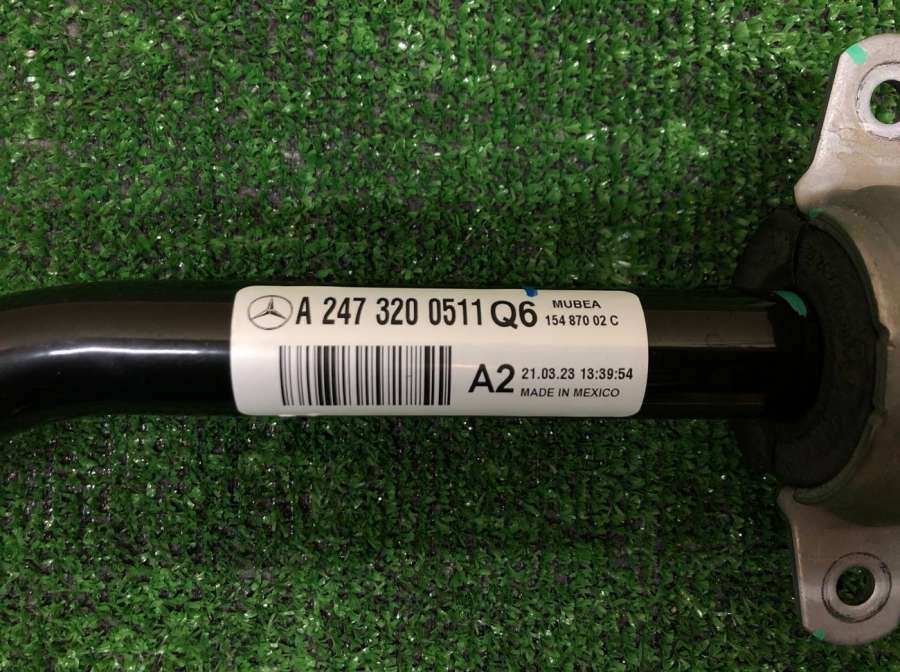 A 247 320 0511 Q6 MUBEA
154 870 02 C
A2 21.03.23 13:39:54
MADE IN MEXICO